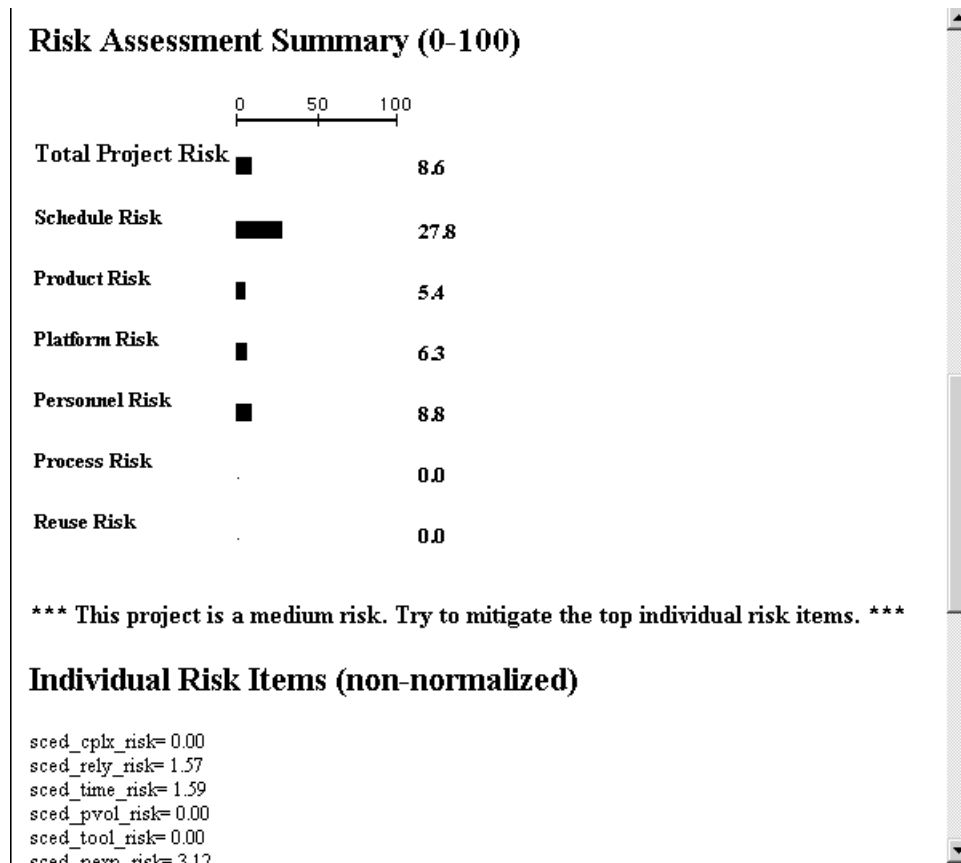 Risk Assessment Summary (0-100)
0 50 100
Total Project Risk 8.6
Schedule Risk 27.8
Product Risk 5.4
Platform Risk 6.3
Personnel Risk 8.8
Process Risk 0.0
Reuse Risk 0.0
*** This project is a medium risk. Try to mitigate the top individual risk items. ***
Individual Risk Items (non-normalized)
sced_cplx_risk= 0.00
sced_rely_risk= 1.57
sced_time_risk= 1.59
sced_pvol_risk= 0.00
sced_tool_risk= 0.00
sced_pexp_risk= 3.12